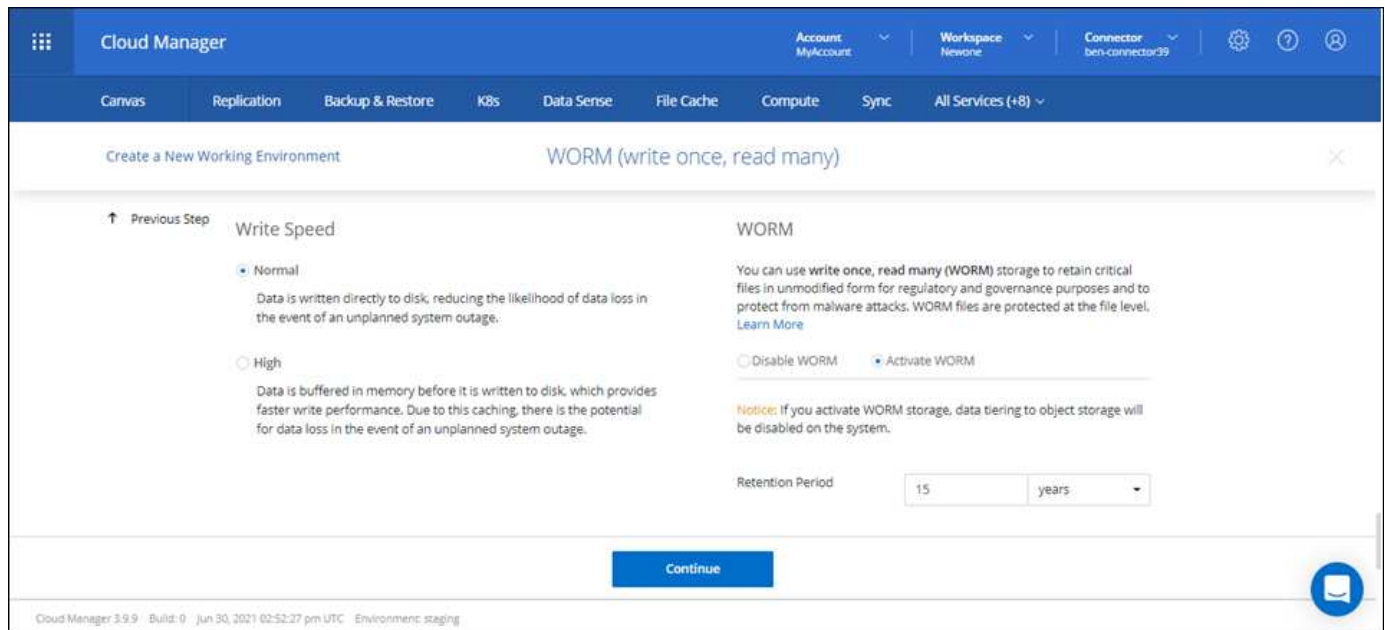 Cloud Manager
Account
MyAccount
Workspace
Newone
Connector
ben-connector39
Canvas
Replication
Backup & Restore
K8s
Data Sense
File Cache
Compute
Sync
All Services (+8)
Create a New Working Environment
WORM (write once, read many)
↑ Previous Step
Write Speed
Normal
Data is written directly to disk, reducing the likelihood of data loss in
the event of an unplanned system outage.
High
Data is buffered in memory before it is written to disk, which provides
faster write performance. Due to this caching, there is the potential
for data loss in the event of an unplanned system outage.
WORM
You can use write once, read many (WORM) storage to retain critical
files in unmodified form for regulatory and governance purposes and to
protect from malware attacks. WORM files are protected at the file level.
Learn More
Disable WORM
Activate WORM
Notice: If you activate WORM storage, data tiering to object storage will
be disabled on the system.
Retention Period
15
years
Continue
Cloud Manager 3.9.9 Build: 0 Jun 30, 2021 02:52:27 pm UTC Environment: staging